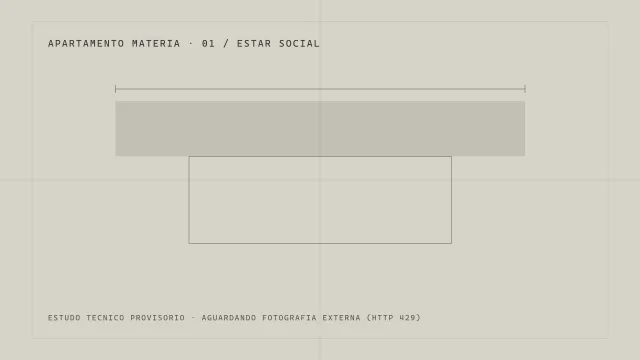 APARTAMENTO MATERIA · 01 / ESTAR SOCIAL
ESTUDO TECNICO PROVISORIO · AGUARDANDO FOTOGRAFIA EXTERNA (HTTP 429)